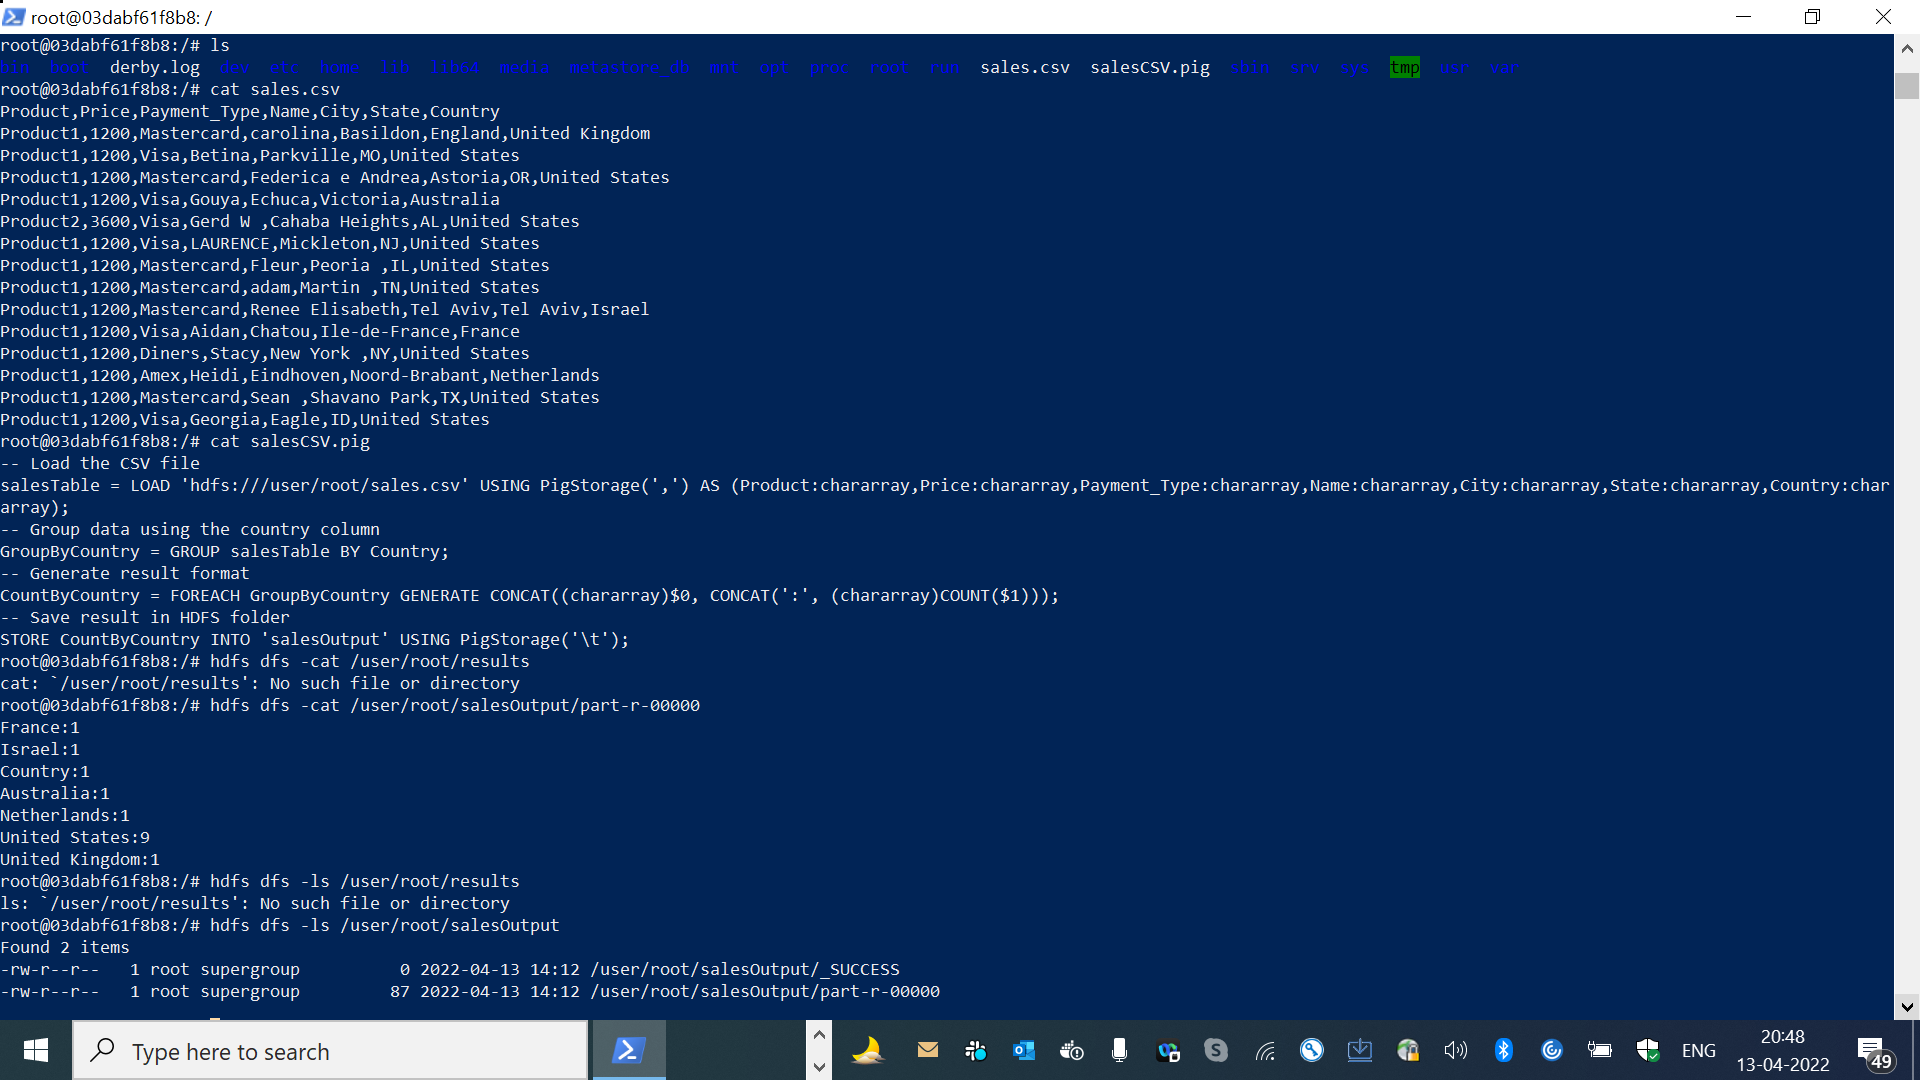 root@03dabf61f8b8: /
root@03dabf61f8b8:/# ls
bin  boot  derby.log  dev  etc  home  lib  lib64  media  metastore_db  mnt  opt  proc  root  run  sales.csv  salesCSV.pig  sbin  srv  sys  tmp  usr  var
root@03dabf61f8b8:/# cat sales.csv
Product,Price,Payment_Type,Name,City,State,Country
Product1,1200,Mastercard,carolina,Basildon,England,United Kingdom
Product1,1200,Visa,Betina,Parkville,MO,United States
Product1,1200,Mastercard,Federica e Andrea,Astoria,OR,United States
Product1,1200,Visa,Gouya,Echuca,Victoria,Australia
Product2,3600,Visa,Gerd W ,Cahaba Heights,AL,United States
Product1,1200,Visa,LAURENCE,Mickleton,NJ,United States
Product1,1200,Mastercard,Fleur,Peoria ,IL,United States
Product1,1200,Mastercard,adam,Martin ,TN,United States
Product1,1200,Mastercard,Renee Elisabeth,Tel Aviv,Tel Aviv,Israel
Product1,1200,Visa,Aidan,Chatou,Ile-de-France,France
Product1,1200,Diners,Stacy,New York ,NY,United States
Product1,1200,Amex,Heidi,Eindhoven,Noord-Brabant,Netherlands
Product1,1200,Mastercard,Sean ,Shavano Park,TX,United States
Product1,1200,Visa,Georgia,Eagle,ID,United States
root@03dabf61f8b8:/# cat salesCSV.pig
-- Load the CSV file
salesTable = LOAD 'hdfs:///user/root/sales.csv' USING PigStorage(',') AS (Product:chararray,Price:chararray,Payment_Type:chararray,Name:chararray,City:chararray,State:chararray,Country:char
array);
-- Group data using the country column
GroupByCountry = GROUP salesTable BY Country;
-- Generate result format
CountByCountry = FOREACH GroupByCountry GENERATE CONCAT((chararray)$0, CONCAT(':', (chararray)COUNT($1)));
-- Save result in HDFS folder
STORE CountByCountry INTO 'salesOutput' USING PigStorage('\t');
root@03dabf61f8b8:/# hdfs dfs -cat /user/root/results
cat: `/user/root/results': No such file or directory
root@03dabf61f8b8:/# hdfs dfs -cat /user/root/salesOutput/part-r-00000
France:1
Israel:1
Country:1
Australia:1
Netherlands:1
United States:9
United Kingdom:1
root@03dabf61f8b8:/# hdfs dfs -ls /user/root/results
ls: `/user/root/results': No such file or directory
root@03dabf61f8b8:/# hdfs dfs -ls /user/root/salesOutput
Found 2 items
-rw-r--r--   1 root supergroup          0 2022-04-13 14:12 /user/root/salesOutput/_SUCCESS
-rw-r--r--   1 root supergroup         87 2022-04-13 14:12 /user/root/salesOutput/part-r-00000
Type here to search
ENG
20:48
13-04-2022
49